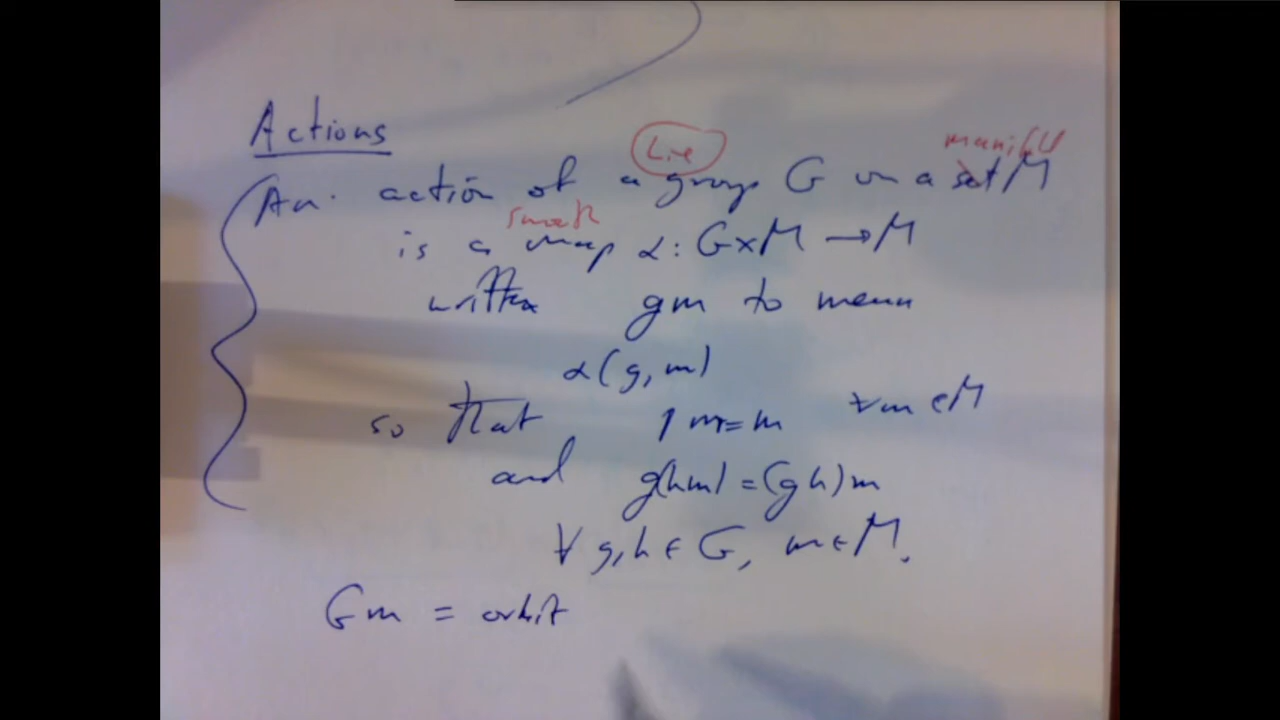 Actions
Lie manifld
An action of a group G on a set M
smooth
is a map α: G×M → M
written gm to mean
α(g,m)
so that 1m=m ∀m∈M
and g(hm)=(gh)m
∀ g,h ∈ G, m∈M.
Gm = orbit